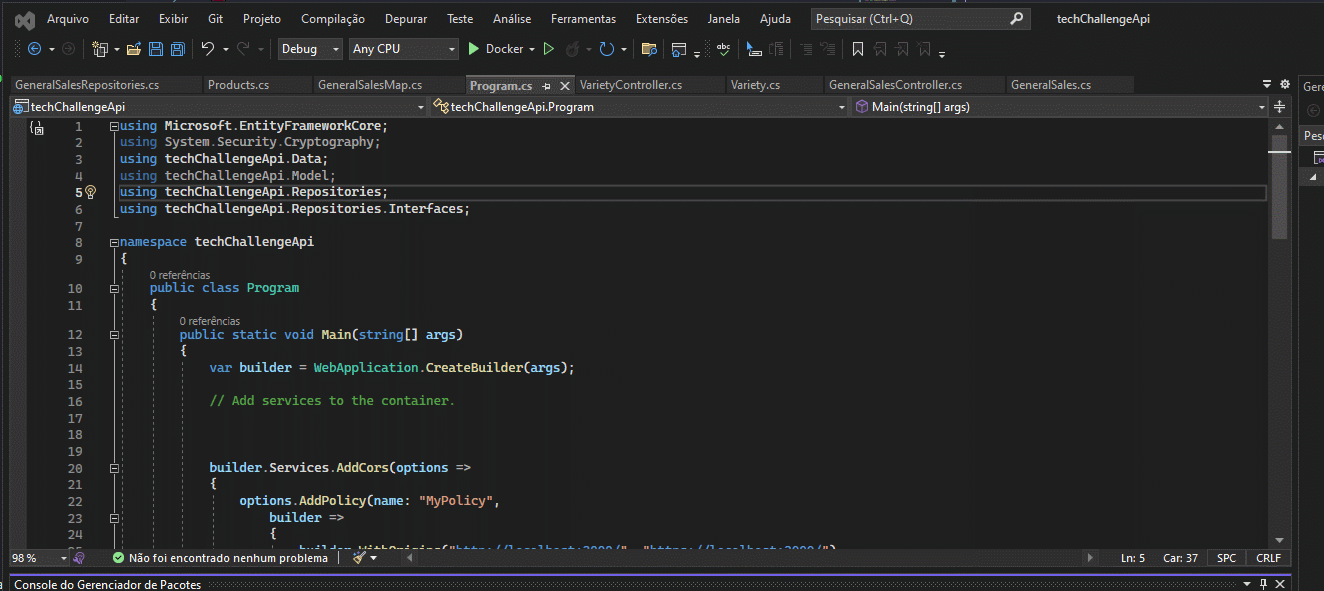 Arquivo Editar Exibir Git Projeto Compilação Depurar Teste Análise Ferramentas Extensões Janela Ajuda Pesquisar (Ctrl+Q) techChallengeApi
Debug Any CPU Docker
GeneralSalesRepositories.cs Products.cs GeneralSalesMap.cs Program.cs VarietyController.cs Variety.cs GeneralSalesController.cs GeneralSales.cs
Gere
techChallengeApi techChallengeApi.Program Main(string[] args)
Pes
1 using Microsoft.EntityFrameworkCore;
2 using System.Security.Cryptography;
3 using techChallengeApi.Data;
4 using techChallengeApi.Model;
5 using techChallengeApi.Repositories;
6 using techChallengeApi.Repositories.Interfaces;
7
8 namespace techChallengeApi
9 {
0 referências
10 public class Program
11 {
0 referências
12 public static void Main(string[] args)
13 {
14 var builder = WebApplication.CreateBuilder(args);
15
16 // Add services to the container.
17
18
19
20 builder.Services.AddCors(options =>
21 {
22 options.AddPolicy(name: "MyPolicy",
23 builder =>
24 {
98 % Não foi encontrado nenhum problema Ln: 5 Car: 37 SPC CRLF
Console do Gerenciador de Pacotes